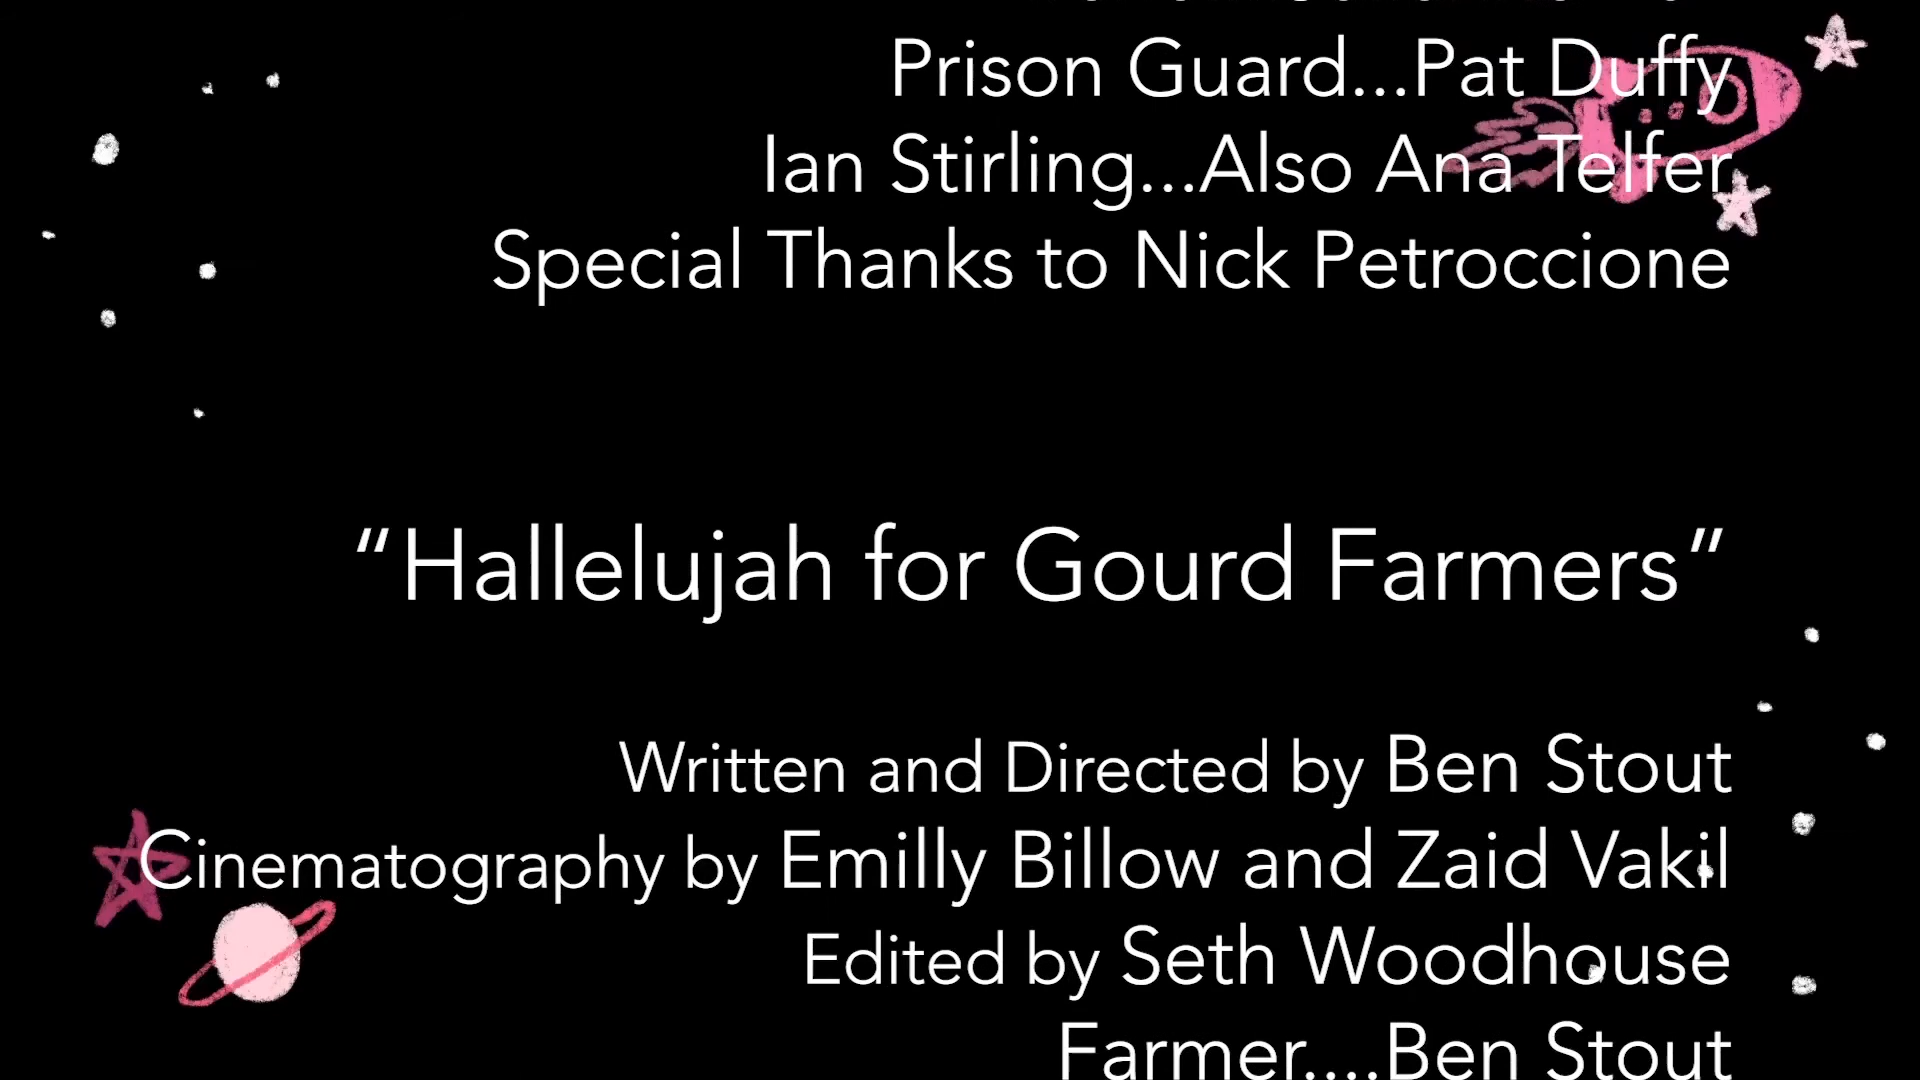 Prison Guard...Pat Duffy
Ian Stirling...Also Ana Telfer
Special Thanks to Nick Petroccione
“Hallelujah for Gourd Farmers”
Written and Directed by Ben Stout
Cinematography by Emilly Billow and Zaid Vakil
Edited by Seth Woodhouse
Farmer....Ben Stout